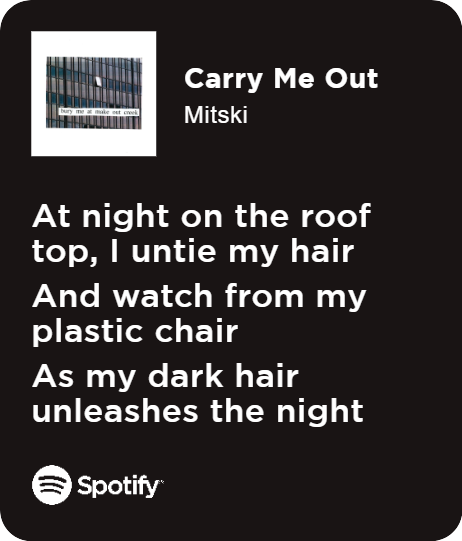 bury me at make out creek
Carry Me Out
Mitski
At night on the roof
top, I untie my hair
And watch from my
plastic chair
As my dark hair
unleashes the night
Spotify